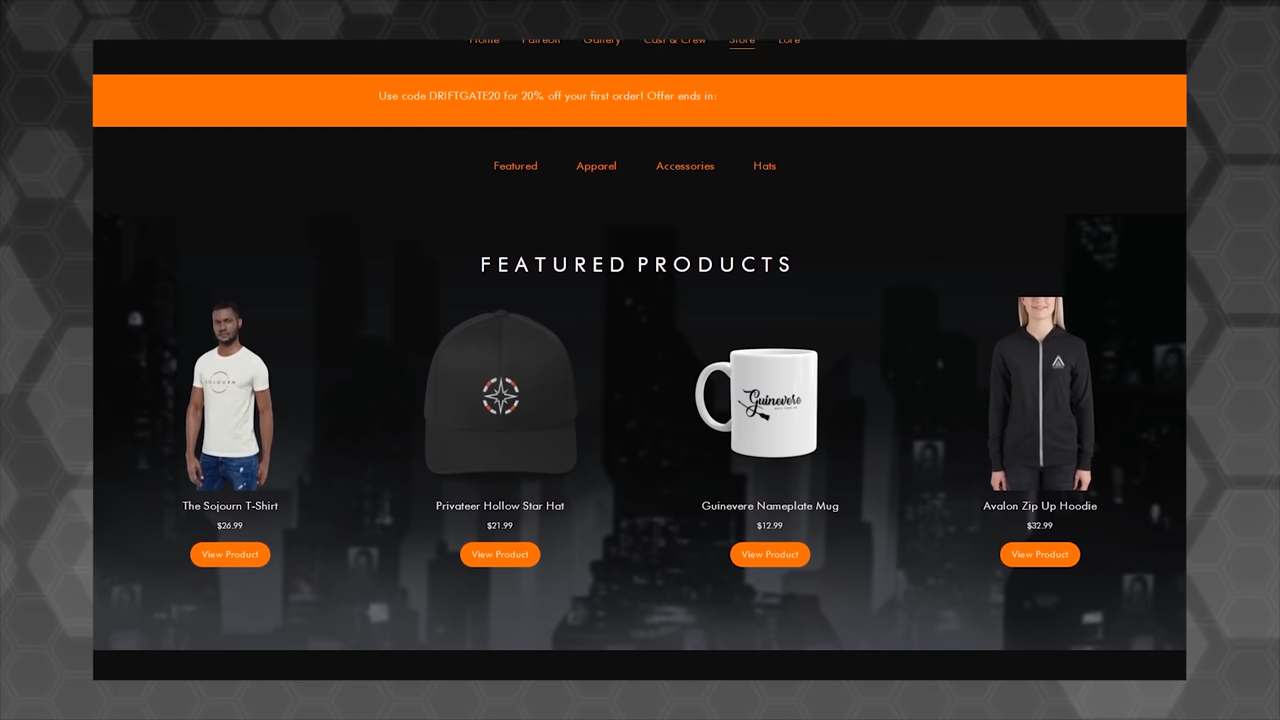 Home Patreon Gallery Cast & Crew Store Lore
Use code DRIFTGATE20 for 20% off your first order! Offer ends in:
Featured Apparel Accessories Hats
FEATURED PRODUCTS
SOJOURN
Guinevere
The Sojourn T-Shirt Privateer Hollow Star Hat Guinevere Nameplate Mug Avalon Zip Up Hoodie
$26.99 $21.99 $12.99 $32.99
View Product View Product View Product View Product